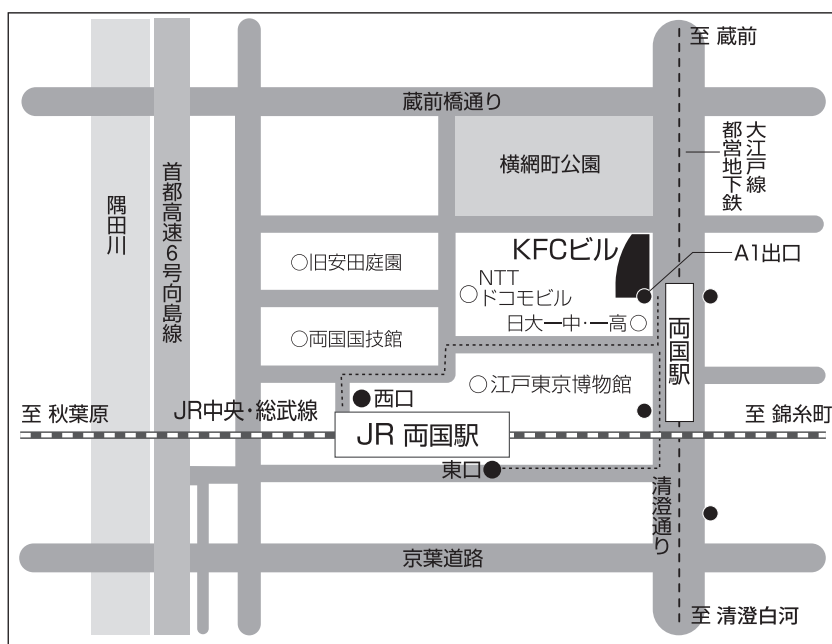 至 蔵前
蔵前橋通り
大江戸線
都営地下鉄
横網町公園
首都高速6号向島線
隅田川
KFCビル
A1出口
○旧安田庭園
NTT
○ドコモビル
日大一中・一高○
両国駅
○両国国技館
○江戸東京博物館
西口
至 秋葉原
JR中央・総武線
JR 両国駅
至 錦糸町
東口
清澄通り
京葉道路
至 清澄白河